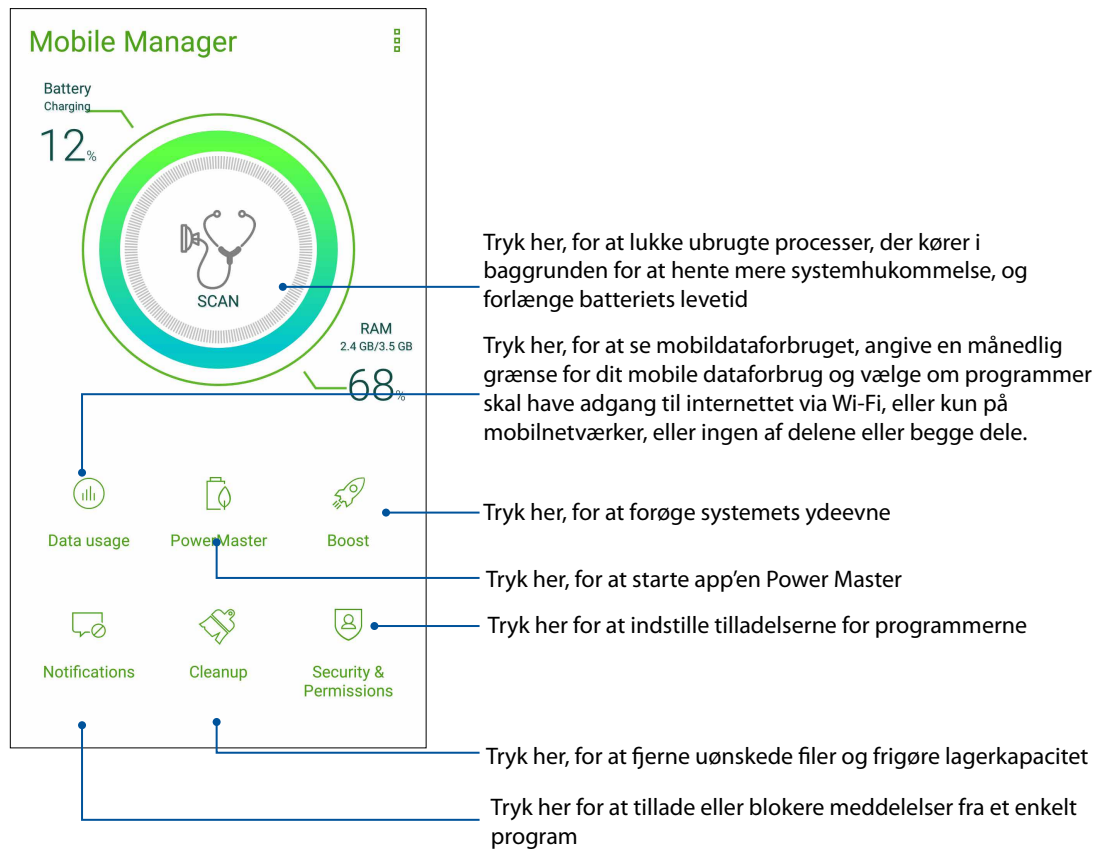 Mobile Manager
Battery
Charging
12%
SCAN
RAM
2.4 GB/3.5 GB
68%
Data usage
PowerMaster
Boost
Notifications
Cleanup
Security &
Permissions
Tryk her, for at lukke ubrugte processer, der kører i
baggrunden for at hente mere systemhukommelse, og
forlænge batteriets levetid
Tryk her, for at se mobildataforbruget, angive en månedlig
grænse for dit mobile dataforbrug og vælge om programmer
skal have adgang til internettet via Wi-Fi, eller kun på
mobilnetværker, eller ingen af delene eller begge dele.
Tryk her, for at forøge systemets ydeevne
Tryk her, for at starte app’en Power Master
Tryk her for at indstille tilladelserne for programmerne
Tryk her, for at fjerne uønskede filer og frigøre lagerkapacitet
Tryk her for at tillade eller blokere meddelelser fra et enkelt
program